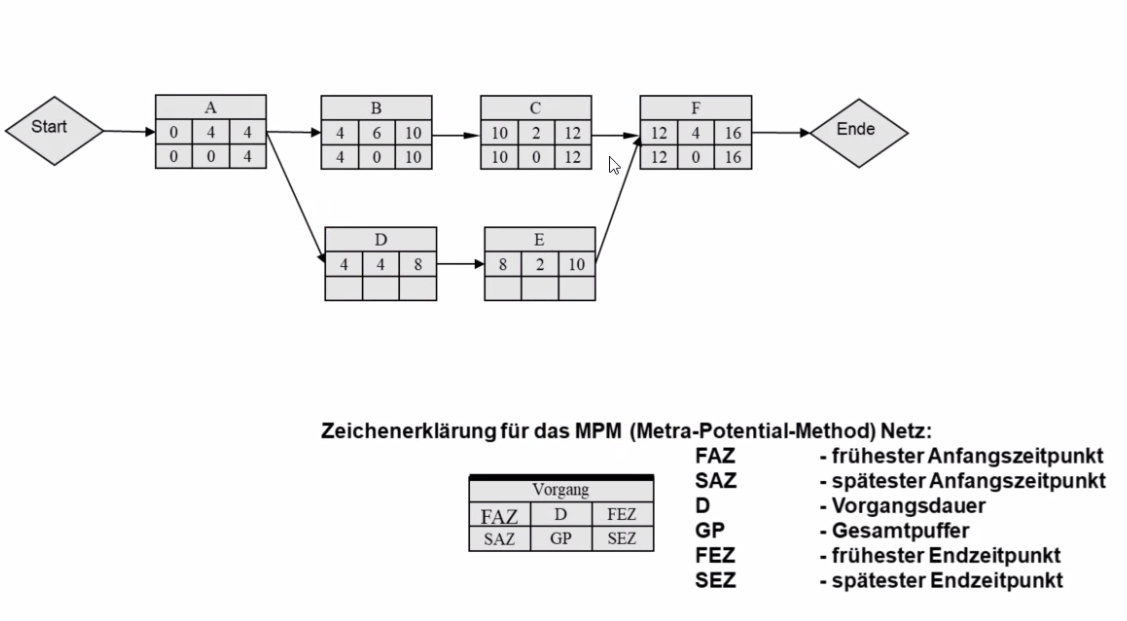 A B C F
Start 0 4 4 4 6 10 10 2 12 12 4 16 Ende
0 0 4 4 0 10 10 0 12 12 0 16
D E
4 4 8 8 2 10
Zeichenerklärung für das MPM (Metra-Potential-Method) Netz:
Vorgang
FAZ D FEZ
SAZ GP SEZ
FAZ - frühester Anfangszeitpunkt
SAZ - spätester Anfangszeitpunkt
D - Vorgangsdauer
GP - Gesamtpuffer
FEZ - frühester Endzeitpunkt
SEZ - spätester Endzeitpunkt